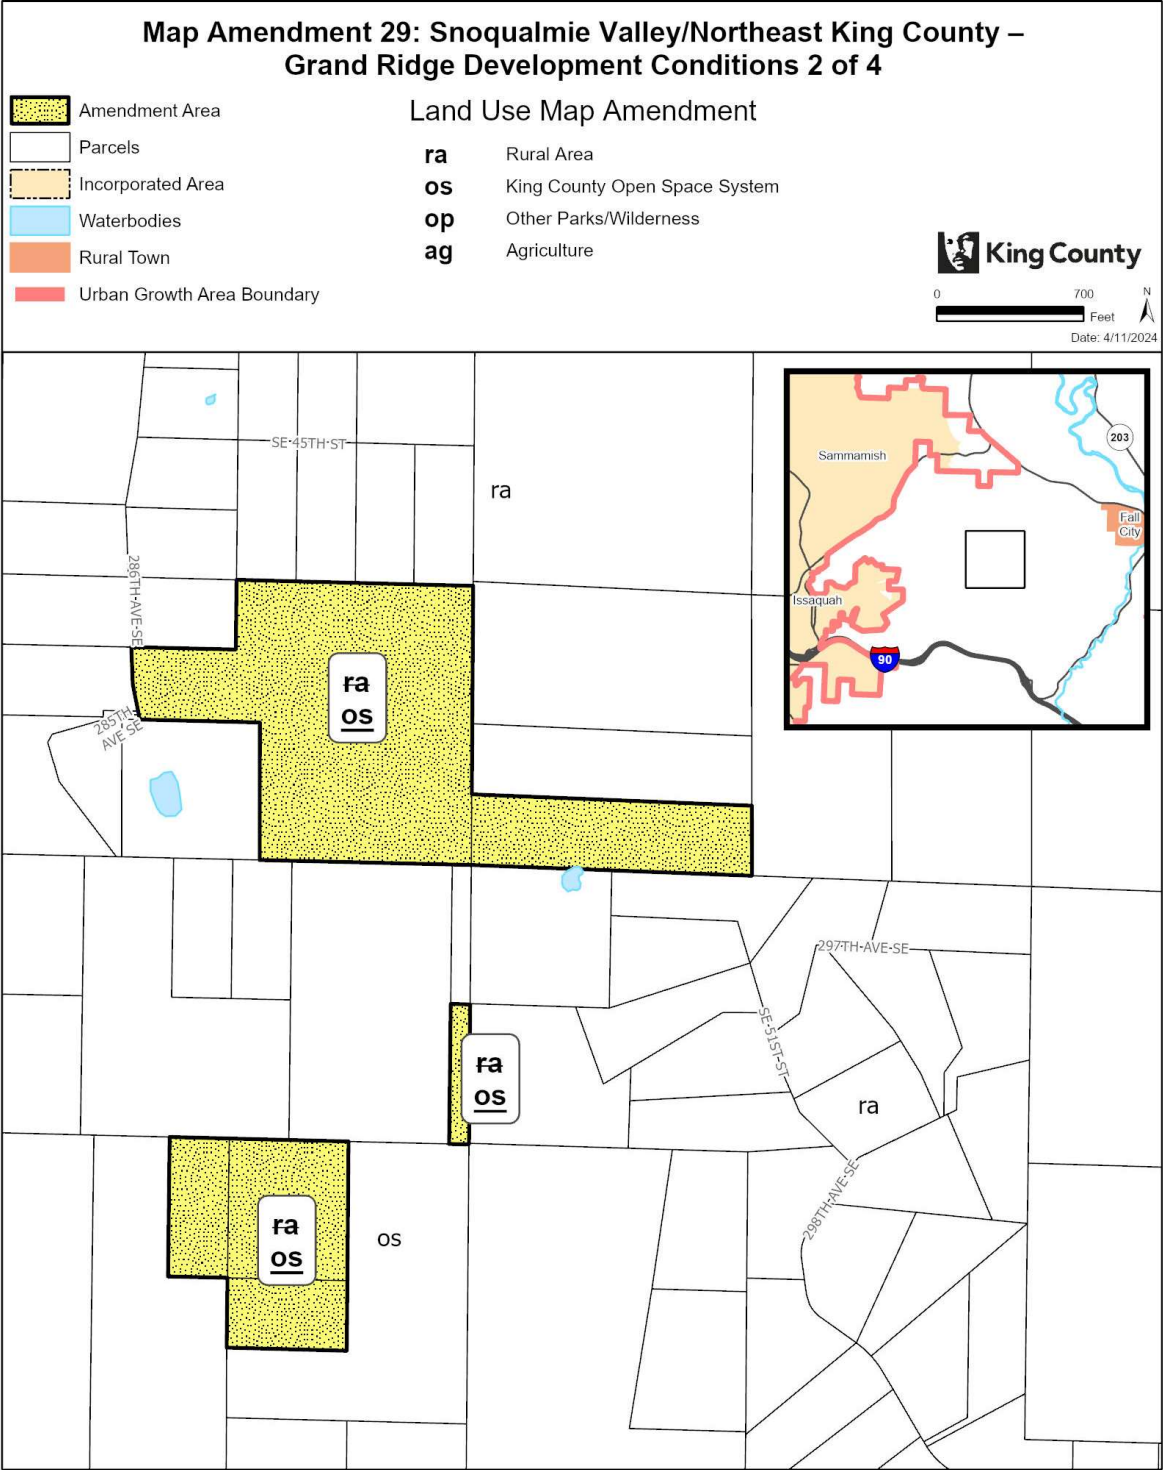 Map Amendment 29: Snoqualmie Valley/Northeast King County –
Grand Ridge Development Conditions 2 of 4
Amendment Area
Parcels
Incorporated Area
Waterbodies
Rural Town
Urban Growth Area Boundary
Land Use Map Amendment
ra Rural Area
os King County Open Space System
op Other Parks/Wilderness
ag Agriculture
King County
0 700
Feet
N
Date: 4/11/2024
SE 45TH ST
ra
286TH AVE SE
285TH
AVE SE
ra
os
Sammamish
203
Fall
City
Issaquah
90
297TH AVE SE
SE 51ST ST
ra
os
ra
298TH AVE SE
ra
os
os